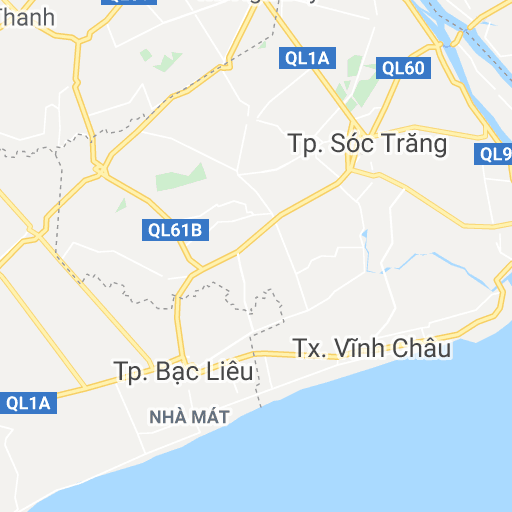 Thanh
QL1A
QL60
Tp. Sóc Trăng
QL9
QL61B
Tx. Vĩnh Châu
Tp. Bạc Liêu
QL1A
NHÀ MÁT